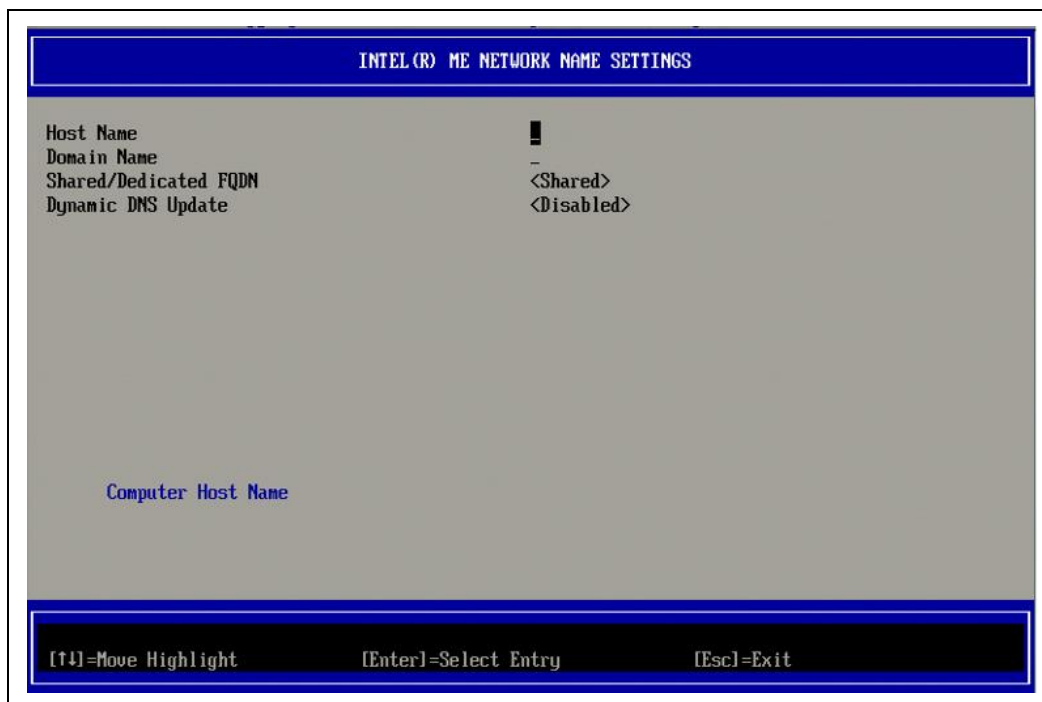 INTEL(R) ME NETWORK NAME SETTINGS
Host Name _
Domain Name _
Shared/Dedicated FQDN <Shared>
Dynamic DNS Update <Disabled>
Computer Host Name
[↑↓]=Move Highlight [Enter]=Select Entry [Esc]=Exit